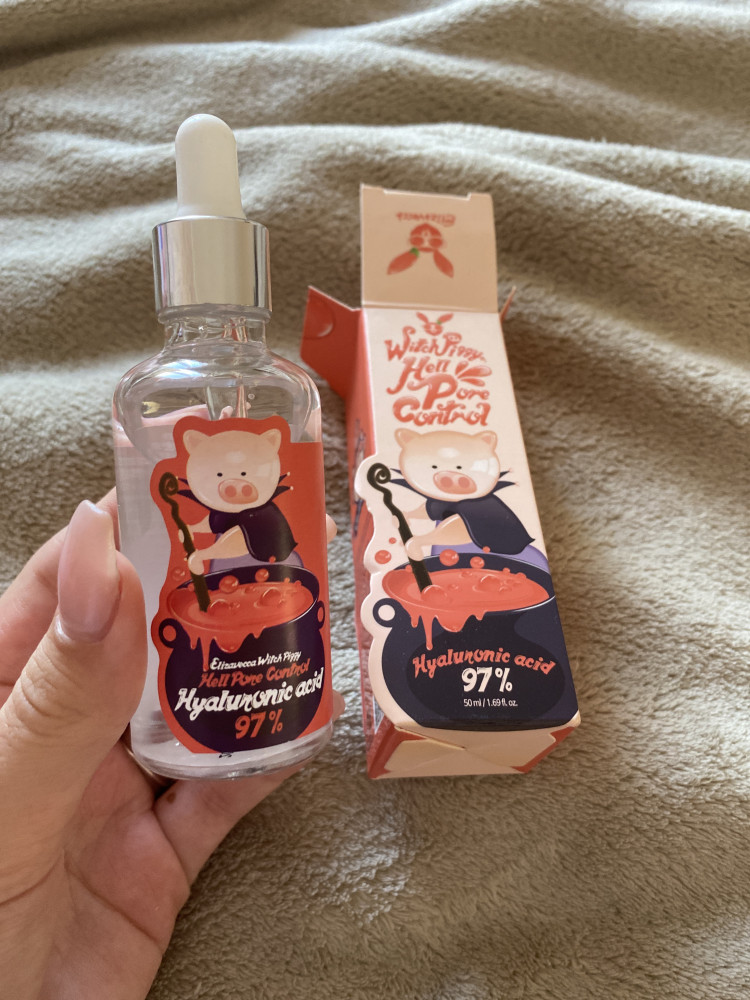 Elizavecca Witch Piggy
Hell Pore Control
Hyaluronic acid
97%
Elizavecca
Witch Piggy
Hell
Pore
Control
Hyaluronic acid
97%
50 ml / 1.69 fl. oz.